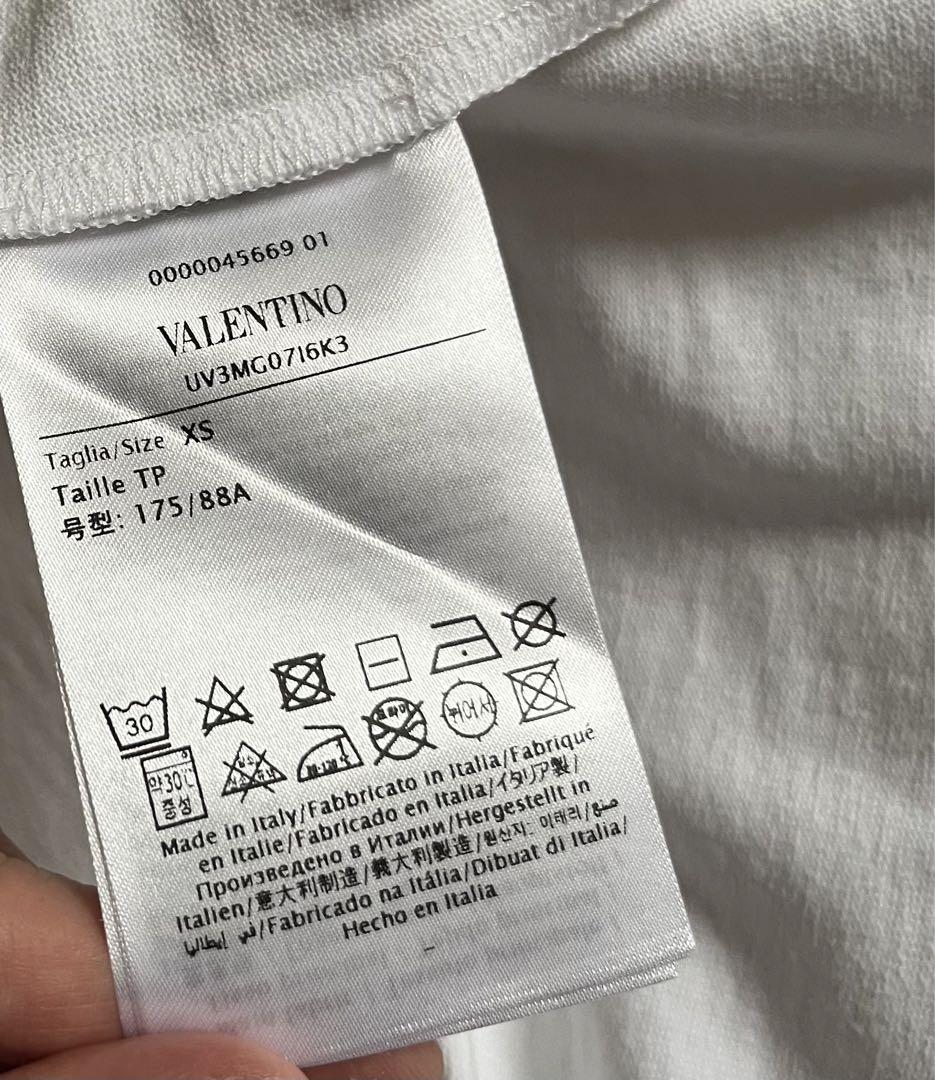 0000045669 01
VALENTINO
UV3MG07I6K3
Taglia/Size XS
Taille TP
号型: 175/88A
30
약30℃
중성
Made in Italy/Fabbricato in Italia/Fabriqué
en Italie/Fabricado en Italia/イタリア製/
Произведено в Италии/Hergestellt in
Italien/意大利制造/義大利製造/원산지: 이태리/صنع
في إيطاليا/Fabricado na Itália/Dibuat di Italia/
Hecho en Italia